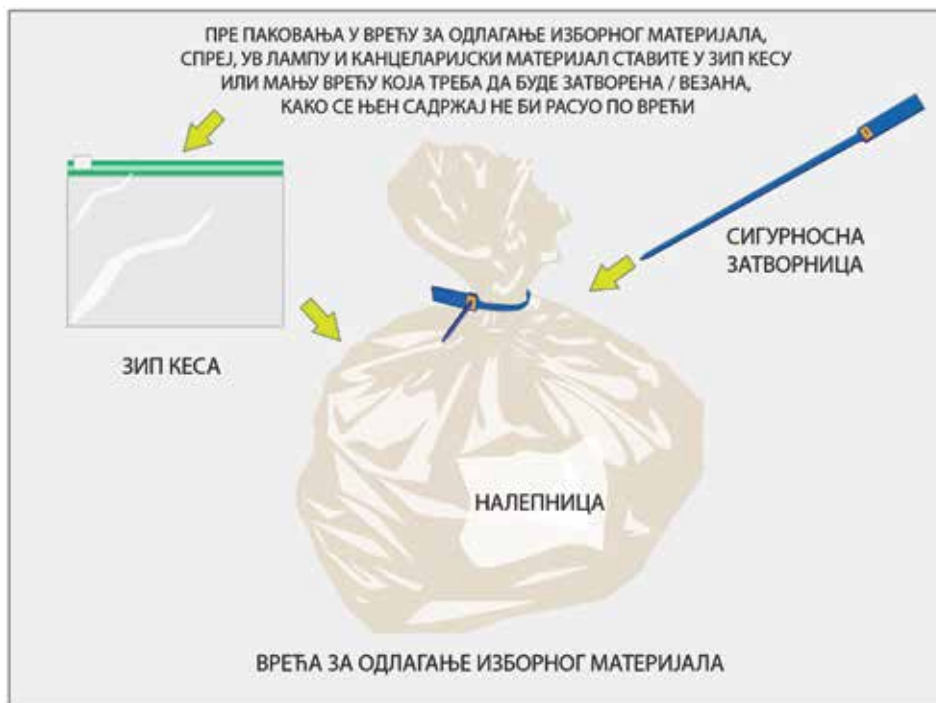 ПРЕ ПАКОВАЊА У ВРЕЋУ ЗА ОДЛАГАЊЕ ИЗБОРНОГ МАТЕРИЈАЛА,
СПРЕЈ, УВ ЛАМПУ И КАНЦЕЛАРИЈСКИ МАТЕРИЈАЛ СТАВИТЕ У ЗИП КЕСУ
ИЛИ МАЊУ ВРЕЋУ КОЈА ТРЕБА ДА БУДЕ ЗАТВОРЕНА / ВЕЗАНА,
КАКО СЕ ЊЕН САДРЖАЈ НЕ БИ РАСУО ПО ВРЕЋИ
СИГУРНОСНА
ЗАТВОРНИЦА
ЗИП КЕСА
НАЛЕПНИЦА
ВРЕЋА ЗА ОДЛАГАЊЕ ИЗБОРНОГ МАТЕРИЈАЛА